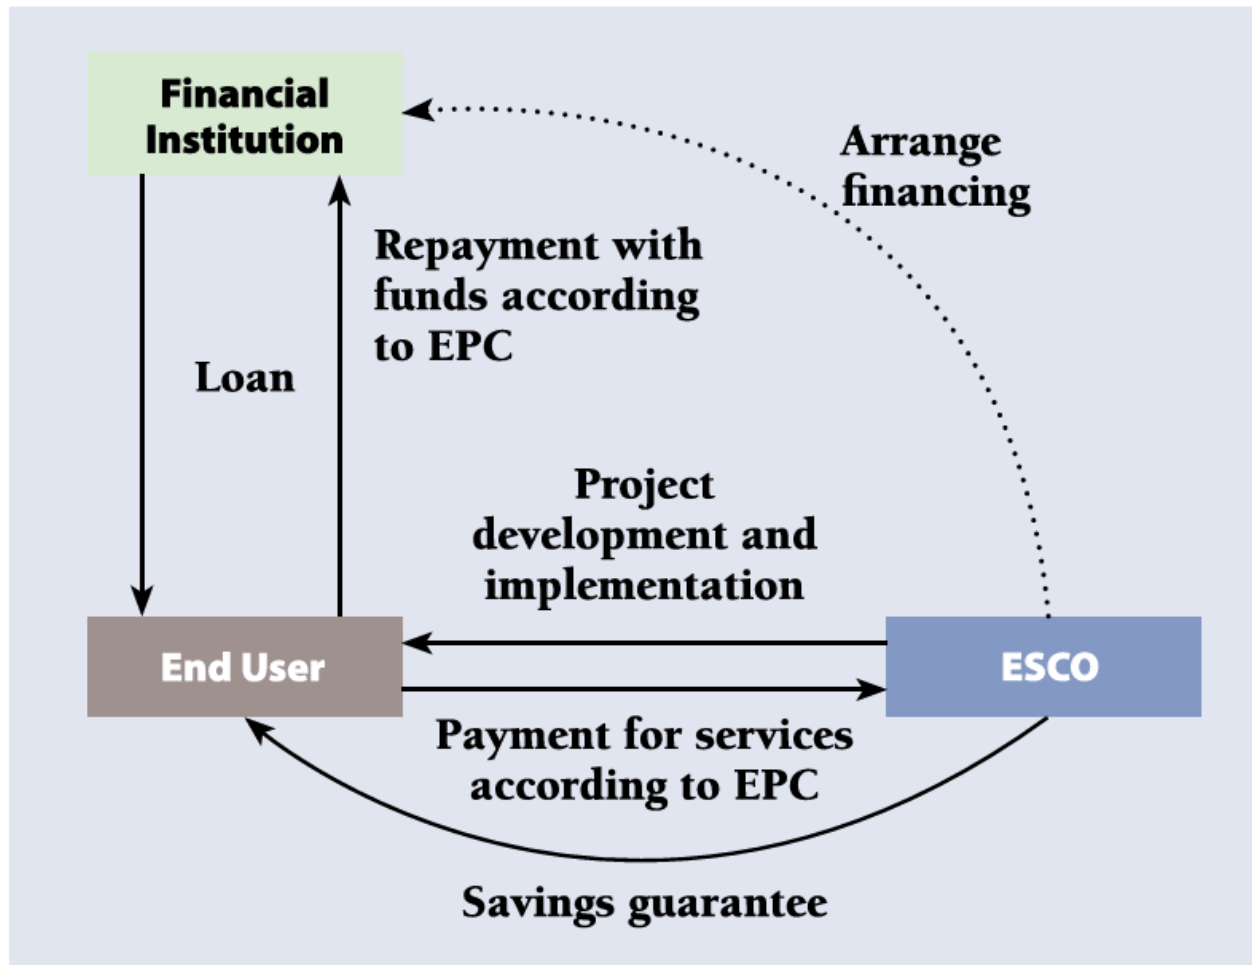 Financial
Institution
Arrange
financing
Repayment with
funds according
to EPC
Loan
Project
development and
implementation
End User
ESCO
Payment for services
according to EPC
Savings guarantee